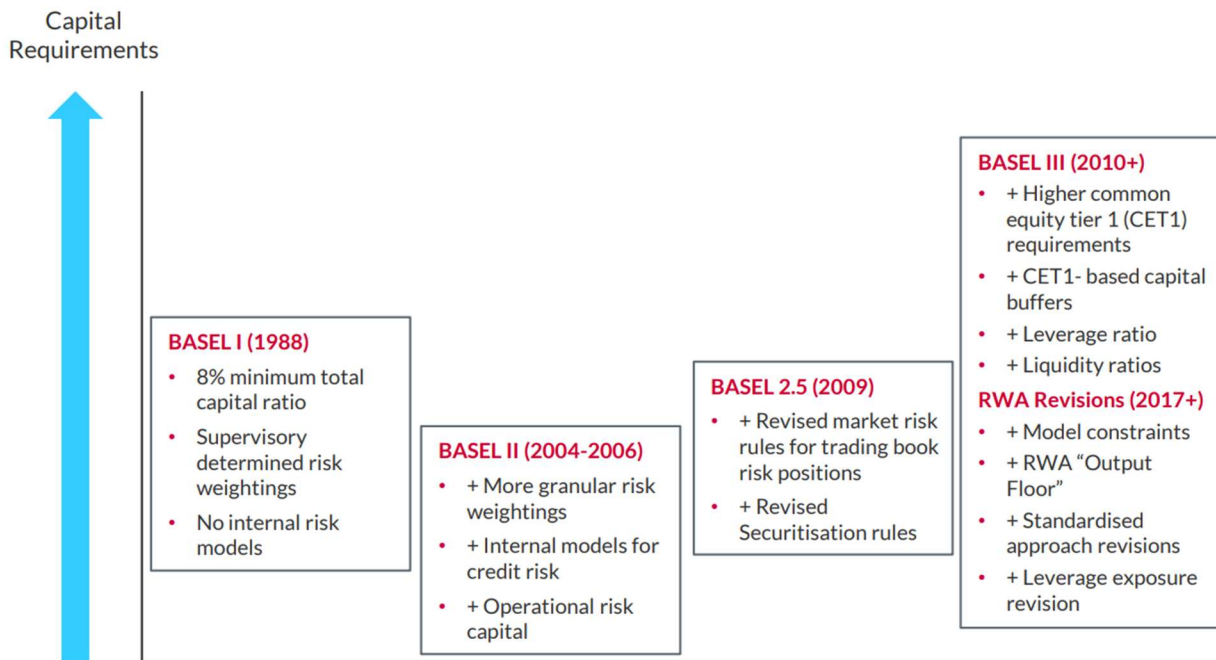 Capital
Requirements
BASEL I (1988)
• 8% minimum total
capital ratio
• Supervisory
determined risk
weightings
• No internal risk
models
BASEL II (2004-2006)
• + More granular risk
weightings
• + Internal models for
credit risk
• + Operational risk
capital
BASEL 2.5 (2009)
• + Revised market risk
rules for trading book
risk positions
• + Revised
Securitisation rules
BASEL III (2010+)
• + Higher common
equity tier 1 (CET1)
requirements
• + CET1- based capital
buffers
• + Leverage ratio
• + Liquidity ratios
RWA Revisions (2017+)
• + Model constraints
• + RWA “Output
Floor”
• + Standardised
approach revisions
• + Leverage exposure
revision